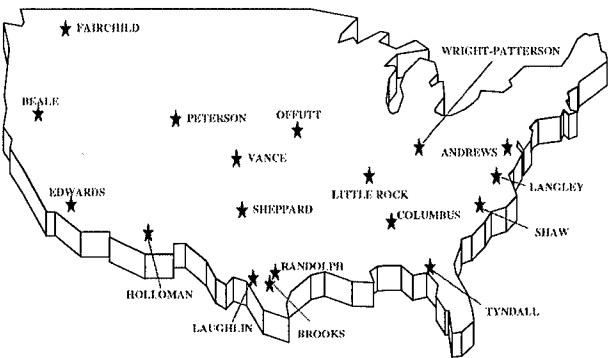 FAIRCHILD
WRIGHT-PATTERSON
BEALE
PETERSON
OFFUTT
VANCE
ANDREWS
LANGLEY
EDWARDS
LITTLE ROCK
SHEPPARD
COLUMBUS
SHAW
RANDOLPH
HOLLOMAN
TYNDALL
LAUGHLIN
BROOKS